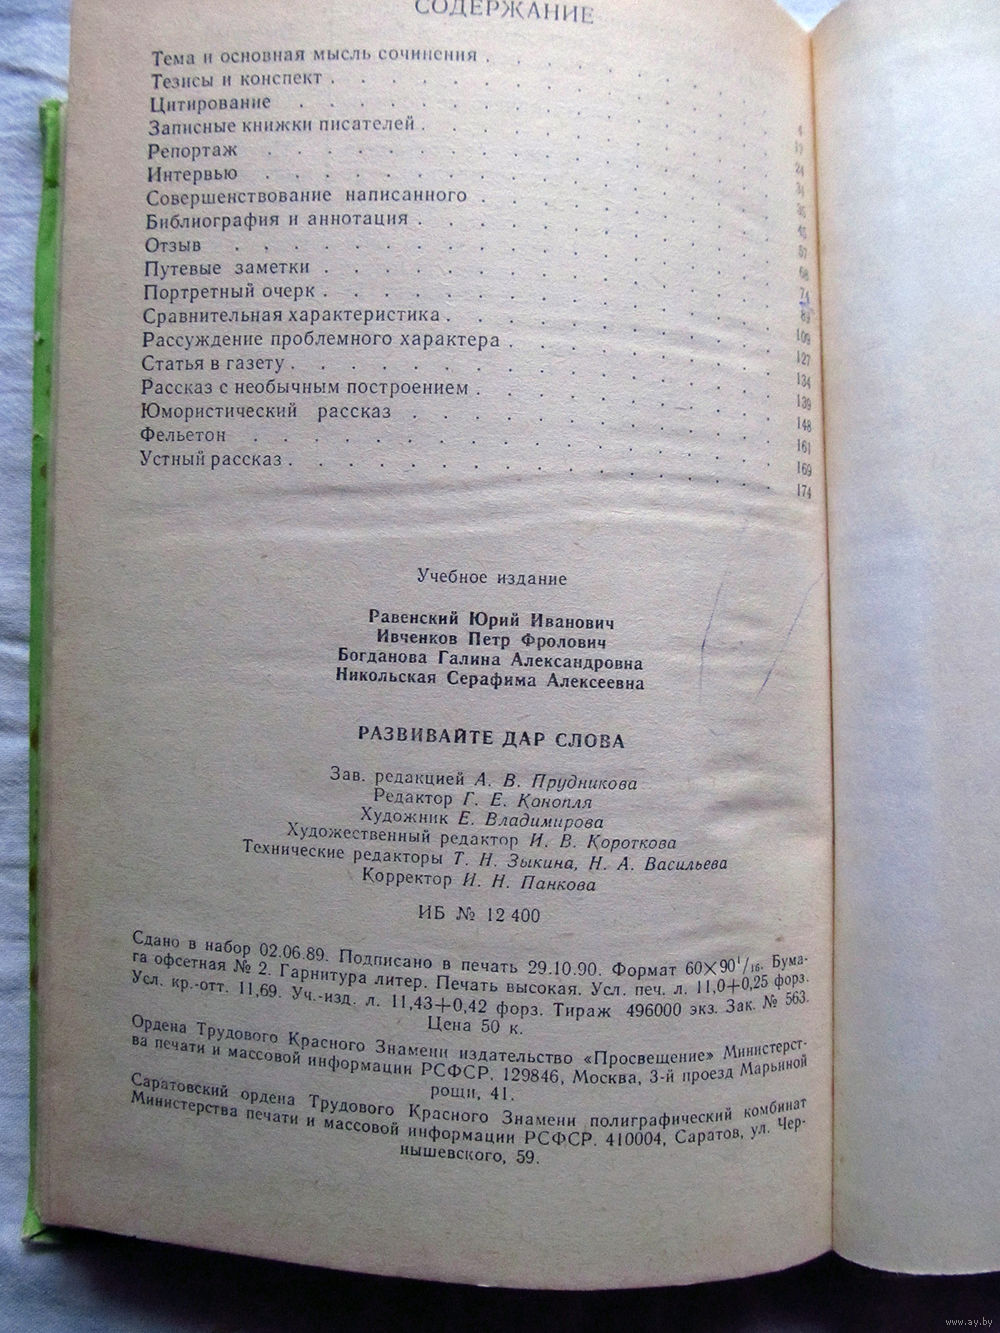 СОДЕРЖАНИЕ
Тема и основная мысль сочинения . . . . . 4
Тезисы и конспект . . . . .
Цитирование . . . . . 24
Записные книжки писателей . . . . .
Репортаж . . . . .
Интервью . . . . . 45
Совершенствование написанного . . . . . 57
Библиография и аннотация . . . . . 68
Отзыв . . . . . 74
Путевые заметки . . . . . 89
Портретный очерк . . . . . 109
Сравнительная характеристика . . . . . 127
Рассуждение проблемного характера . . . . . 134
Статья в газету . . . . . 139
Рассказ с необычным построением . . . . . 148
Юмористический рассказ . . . . . 161
Фельетон . . . . . 169
Устный рассказ . . . . . 174
Учебное издание
Равенский Юрий Иванович
Ивченков Петр Фролович
Богданова Галина Александровна
Никольская Серафима Алексеевна
РАЗВИВАЙТЕ ДАР СЛОВА
Зав. редакцией А. В. Прудникова
Редактор Г. Е. Конопля
Художник Е. Владимирова
Художественный редактор И. В. Короткова
Технические редакторы Т. Н. Зыкина, Н. А. Васильева
Корректор И. Н. Панкова
ИБ № 12 400
Сдано в набор 02.06.89. Подписано в печать 29.10.90. Формат 60×90¹/₁₆. Бума-
га офсетная № 2. Гарнитура литер. Печать высокая. Усл. печ. л. 11,0+0,25 форз.
Усл. кр.-отт. 11,69. Уч.-изд. л. 11,43+0,42 форз. Тираж 496000 экз. Зак. № 563.
Цена 50 к.
Ордена Трудового Красного Знамени издательство «Просвещение» Министерст-
ва печати и массовой информации РСФСР. 129846, Москва, 3-й проезд Марьиной
рощи, 41.
Саратовский ордена Трудового Красного Знамени полиграфический комбинат
Министерства печати и массовой информации РСФСР. 410004, Саратов, ул. Чер-
нышевского, 59.
www.ay.by